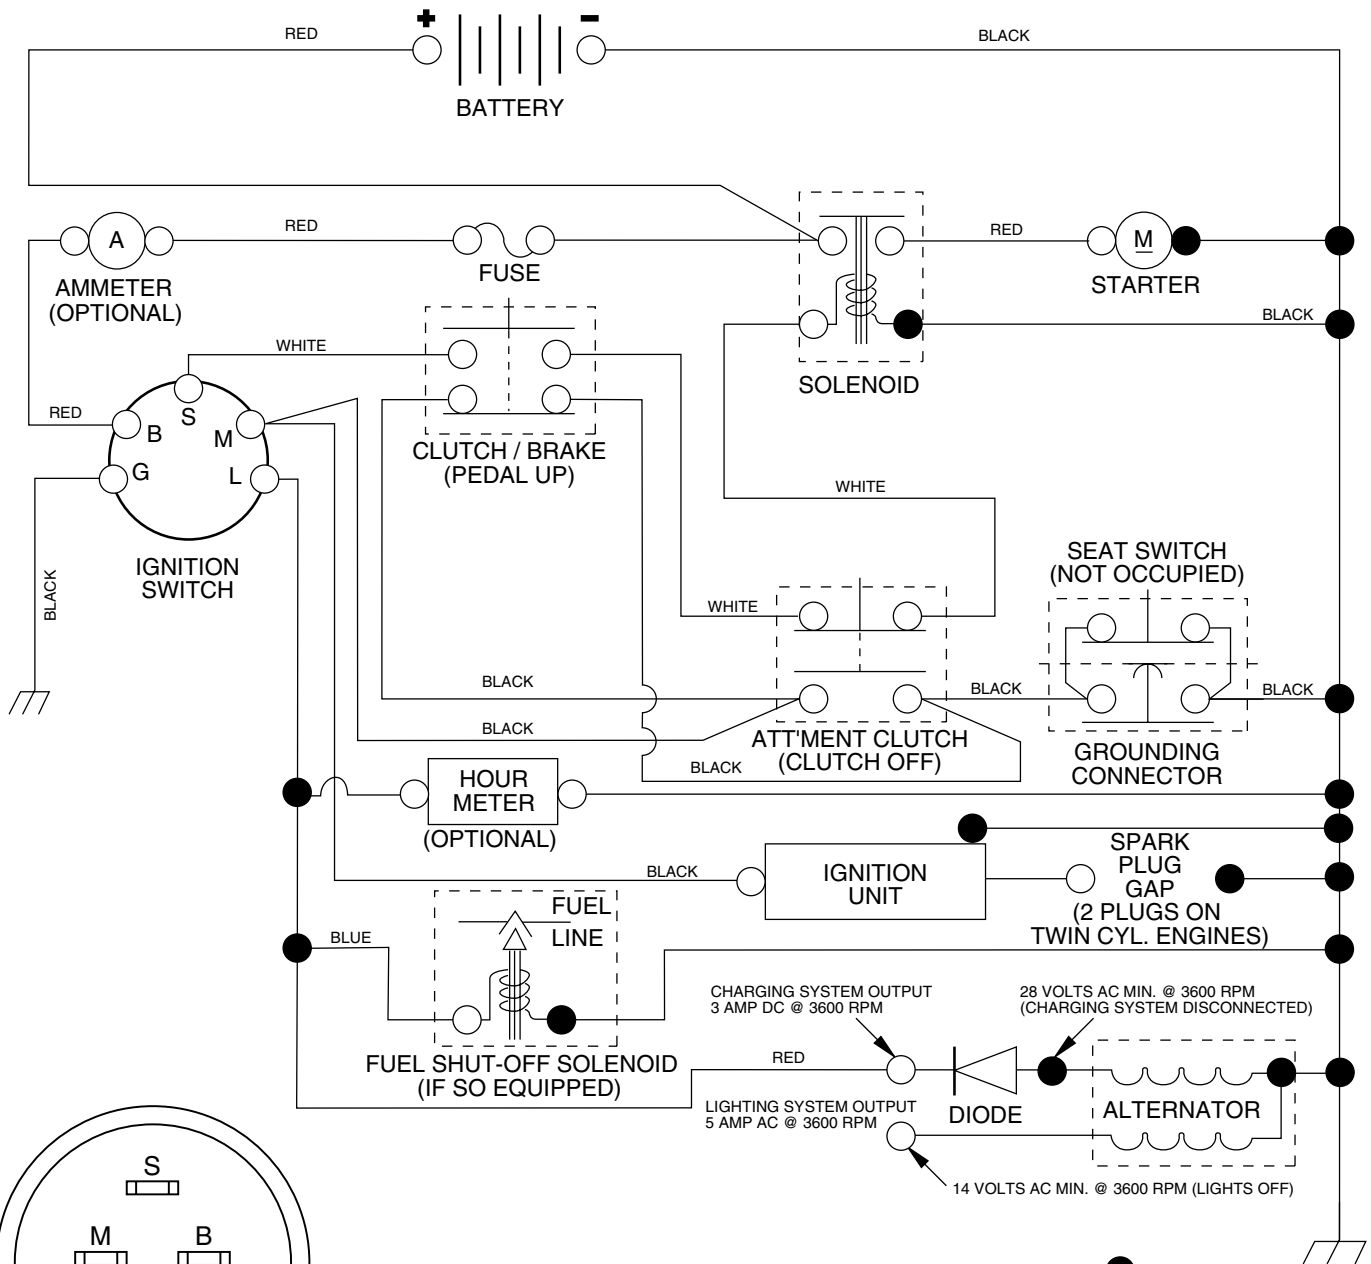 +
−
RED
BLACK
BATTERY
A
RED
AMMETER
(OPTIONAL)
FUSE
RED
M
STARTER
BLACK
SOLENOID
WHITE
RED
S
B
M
G
L
CLUTCH / BRAKE
(PEDAL UP)
WHITE
IGNITION
SWITCH
BLACK
SEAT SWITCH
(NOT OCCUPIED)
WHITE
BLACK
BLACK
BLACK
BLACK
ATT'MENT CLUTCH
(CLUTCH OFF)
BLACK
GROUNDING
CONNECTOR
HOUR
METER
(OPTIONAL)
BLACK
IGNITION
UNIT
SPARK
PLUG
GAP
(2 PLUGS ON
TWIN CYL. ENGINES)
FUEL
LINE
BLUE
FUEL SHUT-OFF SOLENOID
(IF SO EQUIPPED)
CHARGING SYSTEM OUTPUT
3 AMP DC @ 3600 RPM
28 VOLTS AC MIN. @ 3600 RPM
(CHARGING SYSTEM DISCONNECTED)
RED
DIODE
ALTERNATOR
LIGHTING SYSTEM OUTPUT
5 AMP AC @ 3600 RPM
14 VOLTS AC MIN. @ 3600 RPM (LIGHTS OFF)
S
M
B